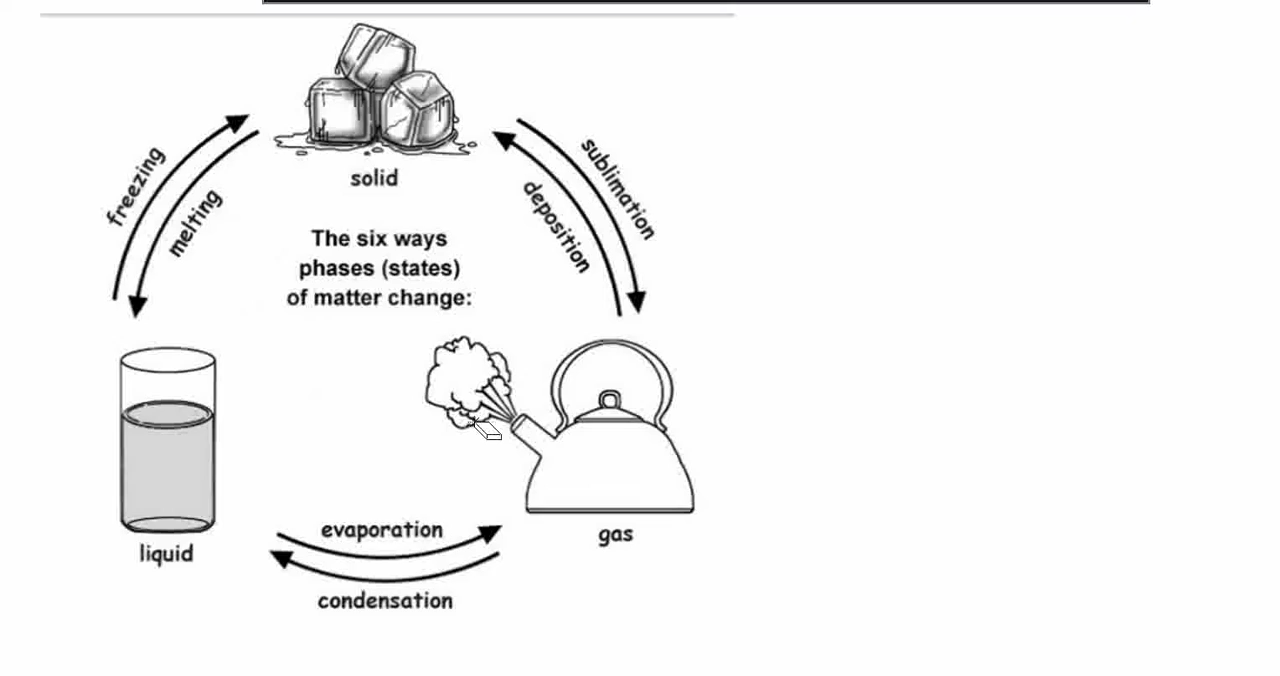 solid
freezing
melting
sublimation
deposition
The six ways
phases (states)
of matter change:
liquid
evaporation
condensation
gas